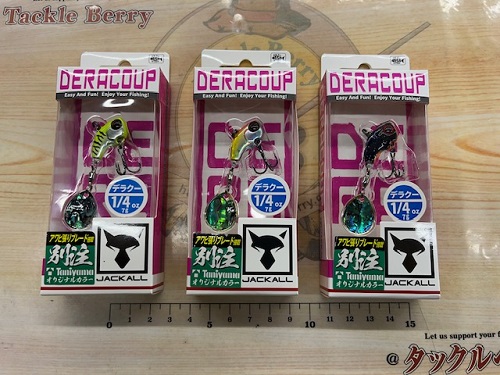 Tackle Berry
DERACOUP
Easy And Fun! Enjoy Your Fishing!
デラクー
1/4 oz
7g
アワビ張りブレード仕様
別注
Taniyama
オリジナルカラー
JACKALL
DERACOUP
Easy And Fun! Enjoy Your Fishing!
デラクー
1/4 oz
7g
アワビ張りブレード仕様
別注
Taniyama
オリジナルカラー
JACKALL
DERACOUP
Easy And Fun! Enjoy Your Fishing!
デラクー
1/4 oz
7g
アワビ張りブレード仕様
別注
Taniyama
オリジナルカラー
JACKALL
0 1 2 3 4 5 6 7 8 9 10 11 12 13 14 15
Let us support your f
@タックル